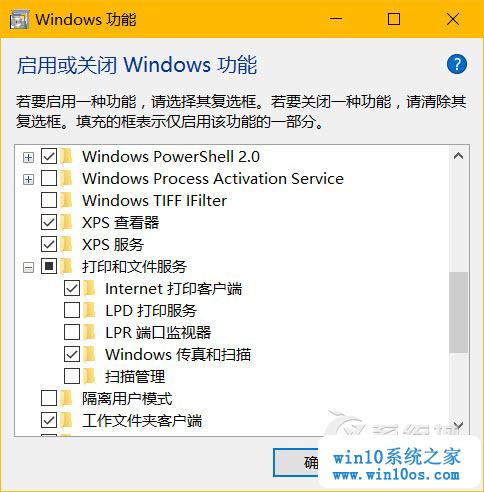 Windows 功能
启用或关闭 Windows 功能
?
若要启用一种功能，请选择其复选框。若要关闭一种功能，请清除其
复选框。填充的框表示仅启用该功能的一部分。
Windows PowerShell 2.0
Windows Process Activation Service
Windows TIFF IFilter
XPS 查看器
XPS 服务
打印和文件服务
Internet 打印客户端
LPD 打印服务
LPR 端口监视器
Windows 传真和扫描
扫描管理
隔离用户模式
工作文件夹客户端
win10系统之家
www.win10os.com